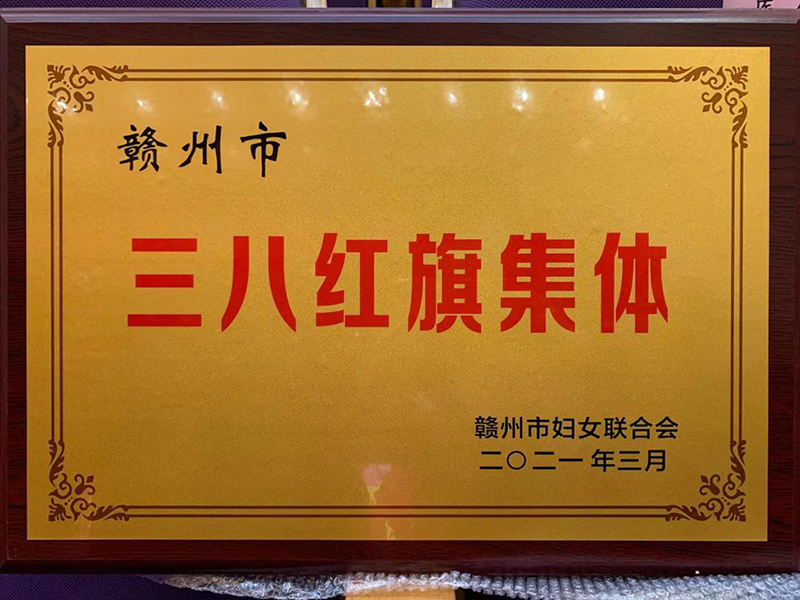 赣州市
三八红旗集体
赣州市妇女联合会
二〇二一年三月